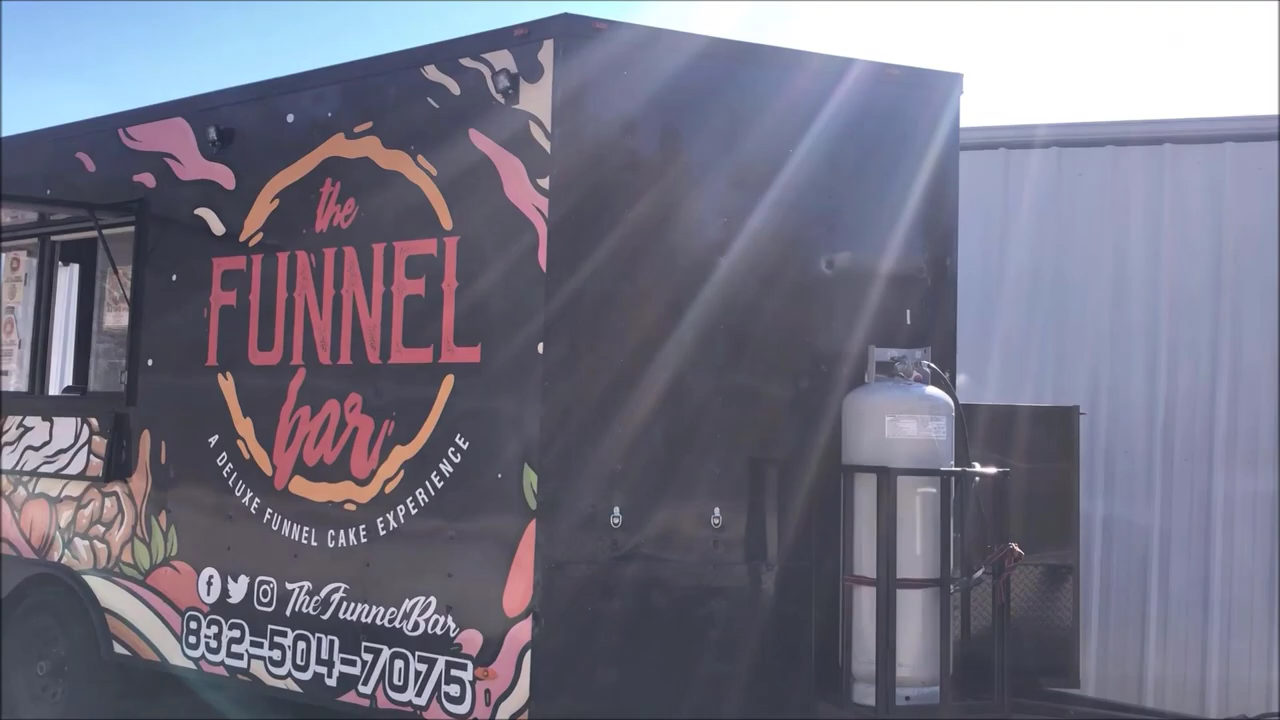 the
FUNNEL
bar
A DELUXE FUNNEL CAKE EXPERIENCE
TheFunnelBar
832-504-7075